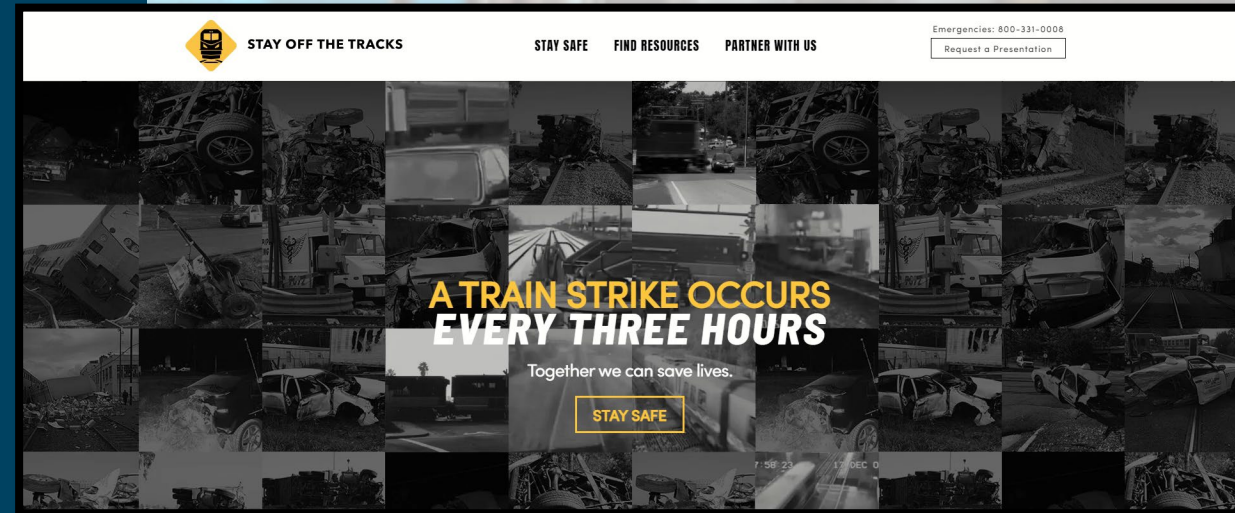 STAY OFF THE TRACKS
STAY SAFE
FIND RESOURCES
PARTNER WITH US
Emergencies: 800-331-0008
Request a Presentation
A TRAIN STRIKE OCCURS
EVERY THREE HOURS
Together we can save lives.
STAY SAFE